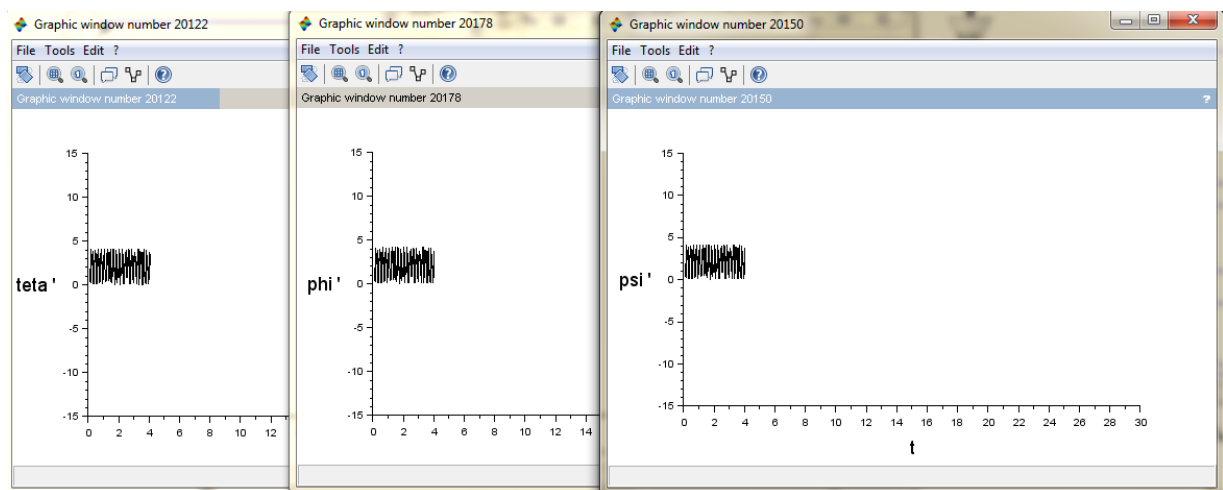 Graphic window number 20122
File Tools Edit ?
Graphic window number 20122
15
10
5
0
-5
-10
-15
teta '
0 2 4 6 8 10 12
Graphic window number 20178
File Tools Edit ?
Graphic window number 20178
15
10
5
0
-5
-10
-15
phi '
0 2 4 6 8 10 12 14
Graphic window number 20150
File Tools Edit ?
Graphic window number 20150 ?
15
10
5
0
-5
-10
-15
psi '
0 2 4 6 8 10 12 14 16 18 20 22 24 26 28 30
t